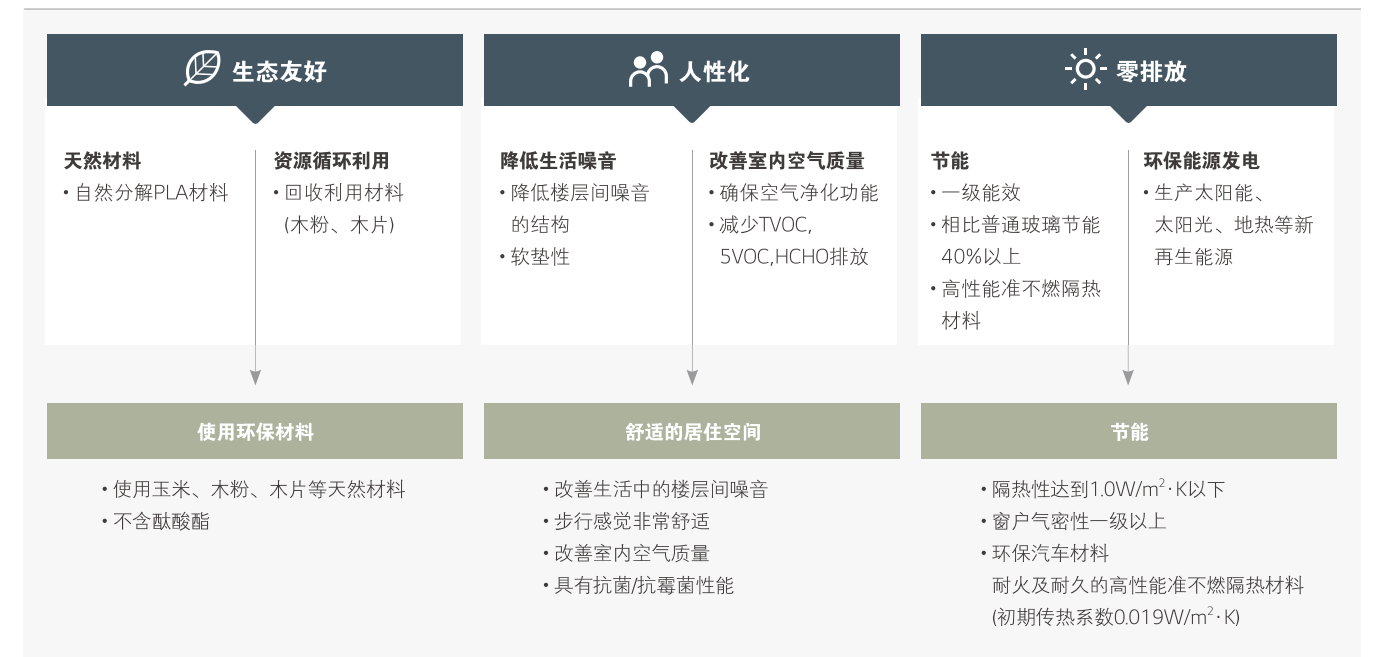 生态友好
天然材料
• 自然分解PLA材料
资源循环利用
• 回收利用材料
(木粉、木片)
使用环保材料
• 使用玉米、木粉、木片等天然材料
• 不含酞酸酯
人性化
降低生活噪音
• 降低楼层间噪音
的结构
• 软垫性
改善室内空气质量
• 确保空气净化功能
• 减少TVOC,
5VOC,HCHO排放
舒适的居住空间
• 改善生活中的楼层间噪音
• 步行感觉非常舒适
• 改善室内空气质量
• 具有抗菌/抗霉菌性能
零排放
节能
• 一级能效
• 相比普通玻璃节能
40%以上
• 高性能准不燃隔热
材料
环保能源发电
• 生产太阳能、
太阳光、地热等新
再生能源
节能
• 隔热性达到1.0W/m²·K以下
• 窗户气密性一级以上
• 环保汽车材料
耐火及耐久的高性能准不燃隔热材料
(初期传热系数0.019W/m²·K)